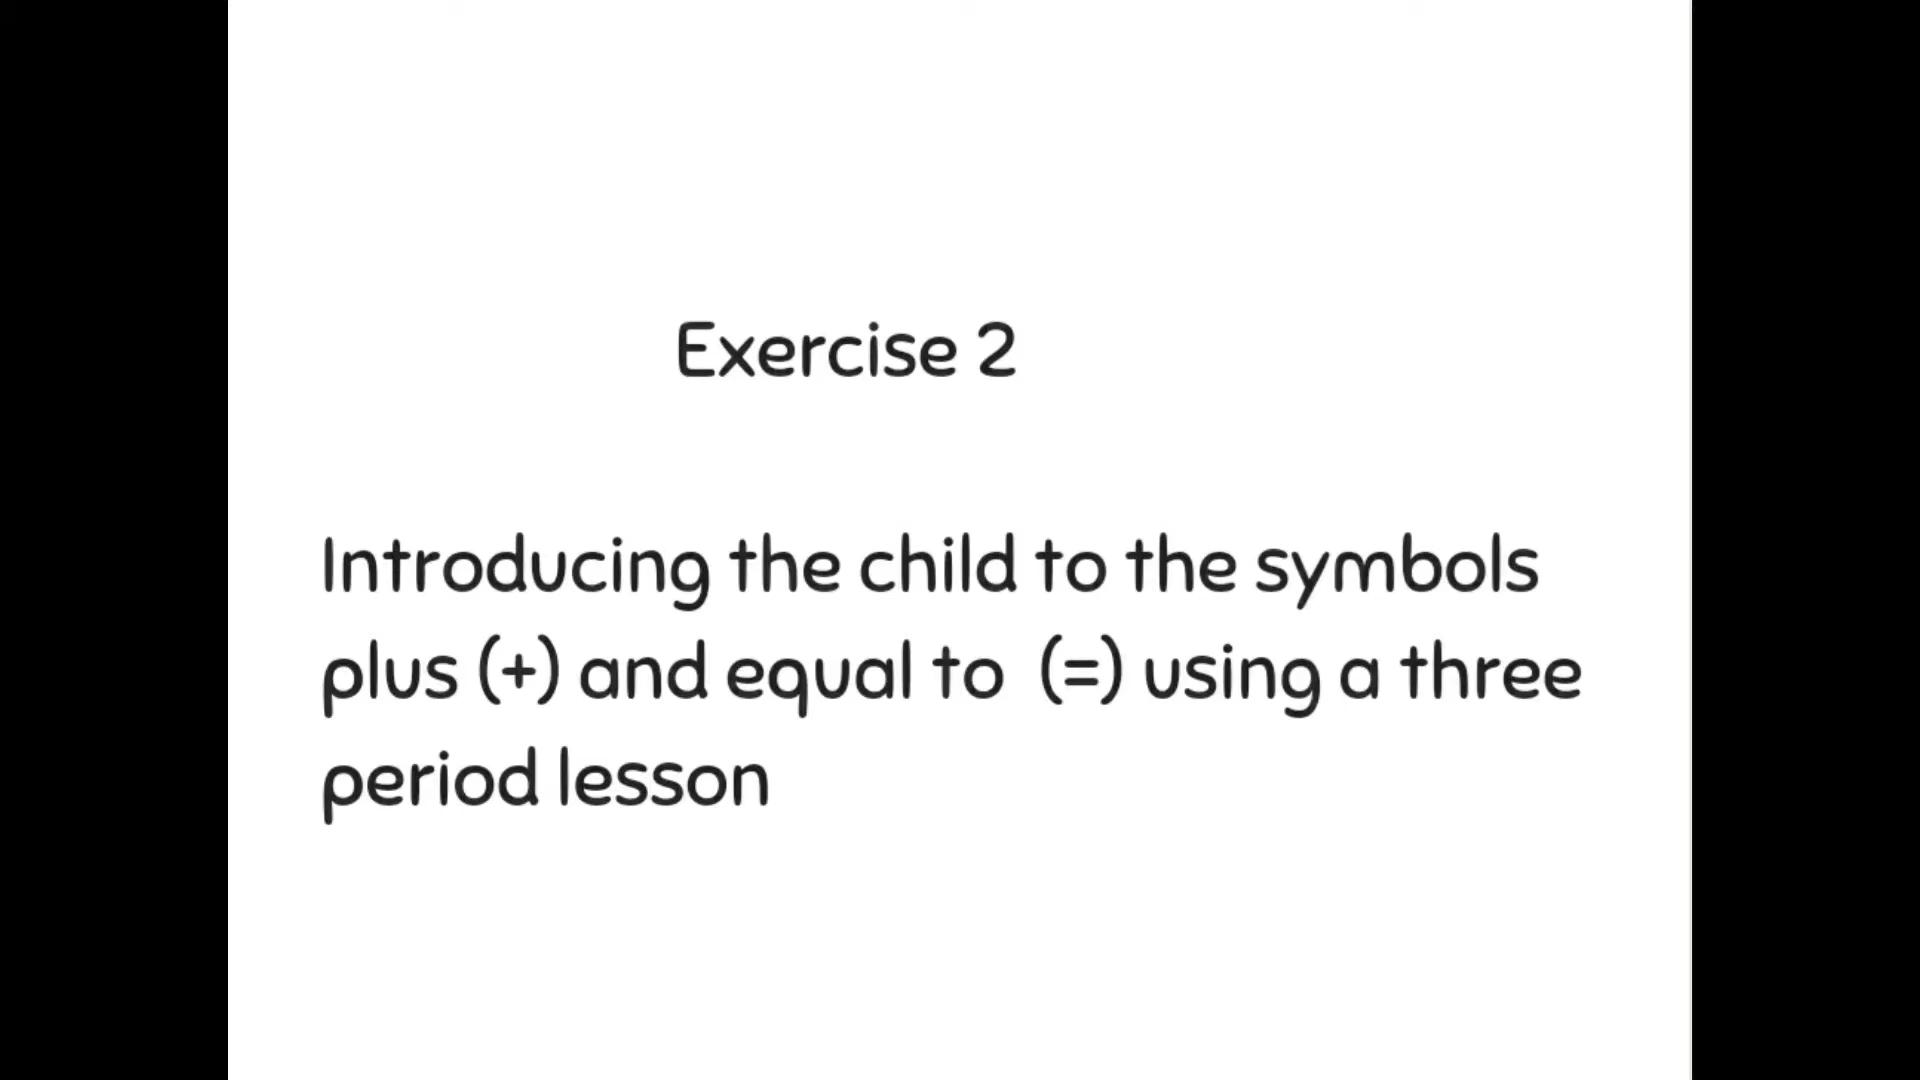 Exercise 2
Introducing the child to the symbols
plus (+) and equal to (=) using a three
period lesson